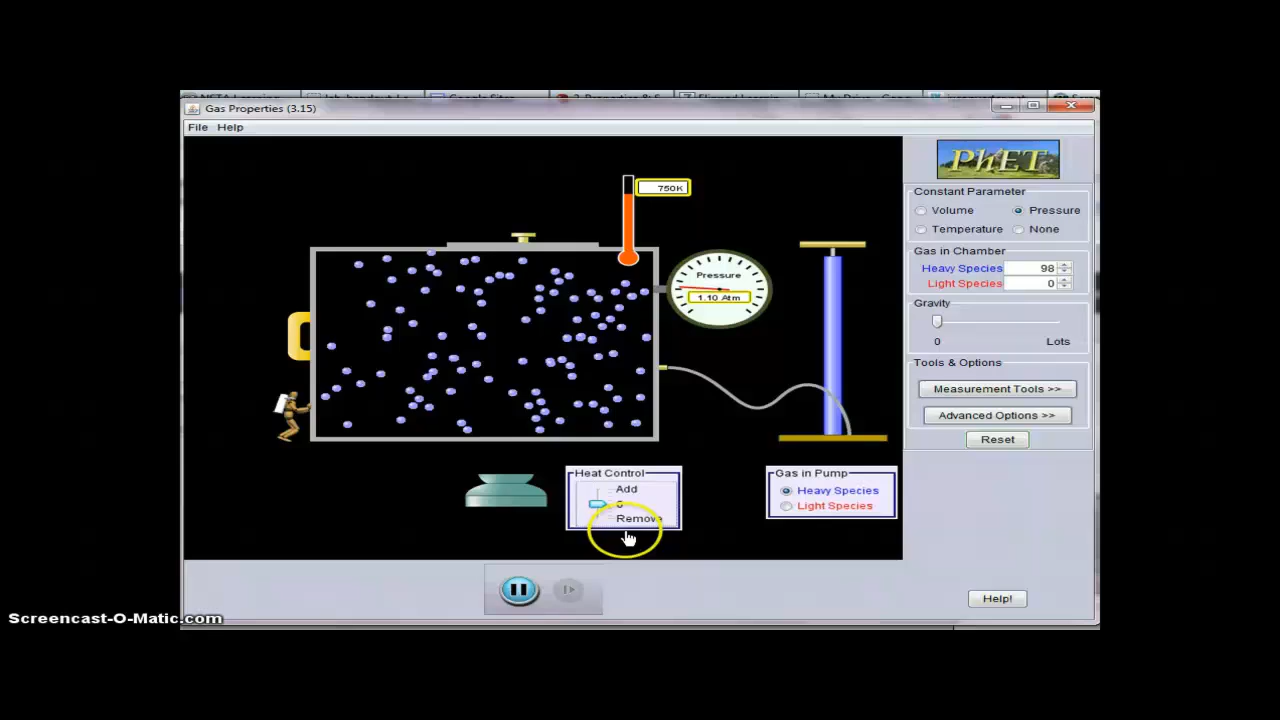 Gas Properties (3.15)
File Help
PhET
750K
Constant Parameter
Volume Pressure
Temperature None
Gas in Chamber
Heavy Species 98
Light Species 0
Pressure
1.10 Atm
Gravity
0 Lots
Tools & Options
Measurement Tools >>
Advanced Options >>
Reset
Heat Control
Add
0
Remove
Gas in Pump
Heavy Species
Light Species
Help!
Screencast-O-Matic.com